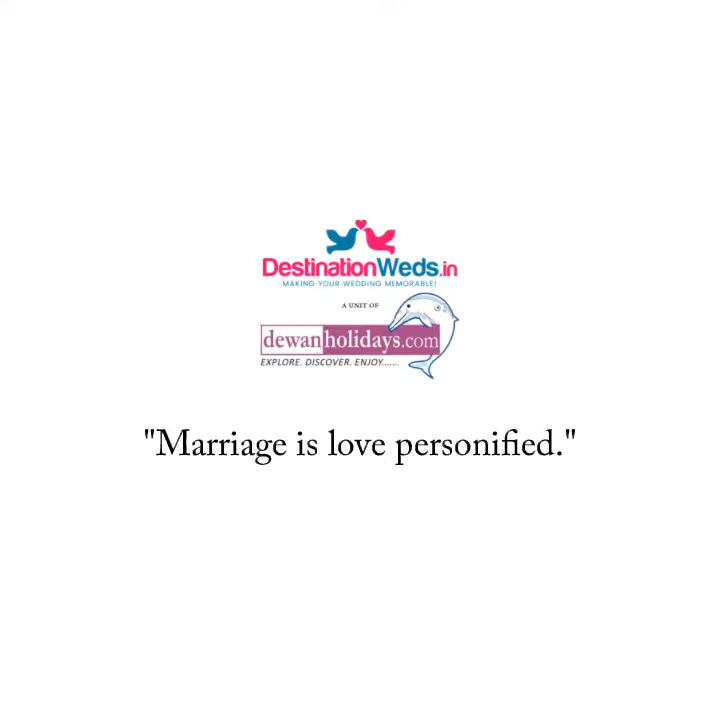 DestinationWeds.in
MAKING YOUR WEDDING MEMORABLE!
A UNIT OF
dewanholidays.com
EXPLORE. DISCOVER. ENJOY......
"Marriage is love personified."